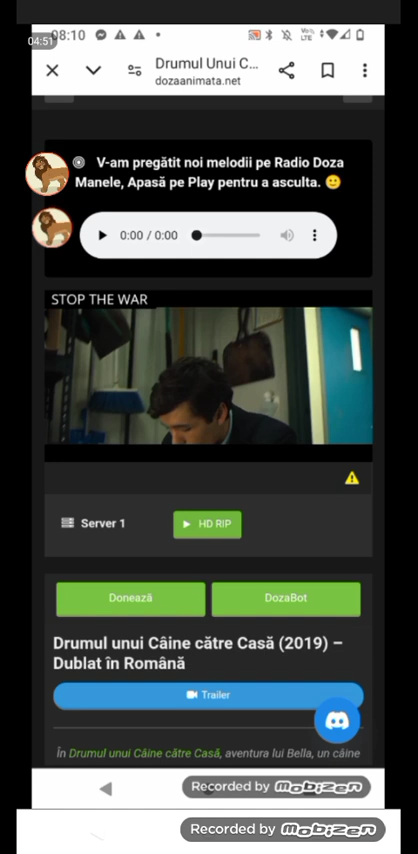 08:10
04:51
VoWiFi
LTE
Drumul Unui C...
dozaanimata.net
V-am pregătit noi melodii pe Radio Doza
Manele, Apasă pe Play pentru a asculta. 🙂
0:00 / 0:00
STOP THE WAR
Server 1
HD RIP
Donează
DozaBot
Drumul unui Câine către Casă (2019) –
Dublat în Română
Trailer
În Drumul unui Câine către Casă, aventura lui Bella, un câine
Recorded by mobizen
Recorded by mobizen